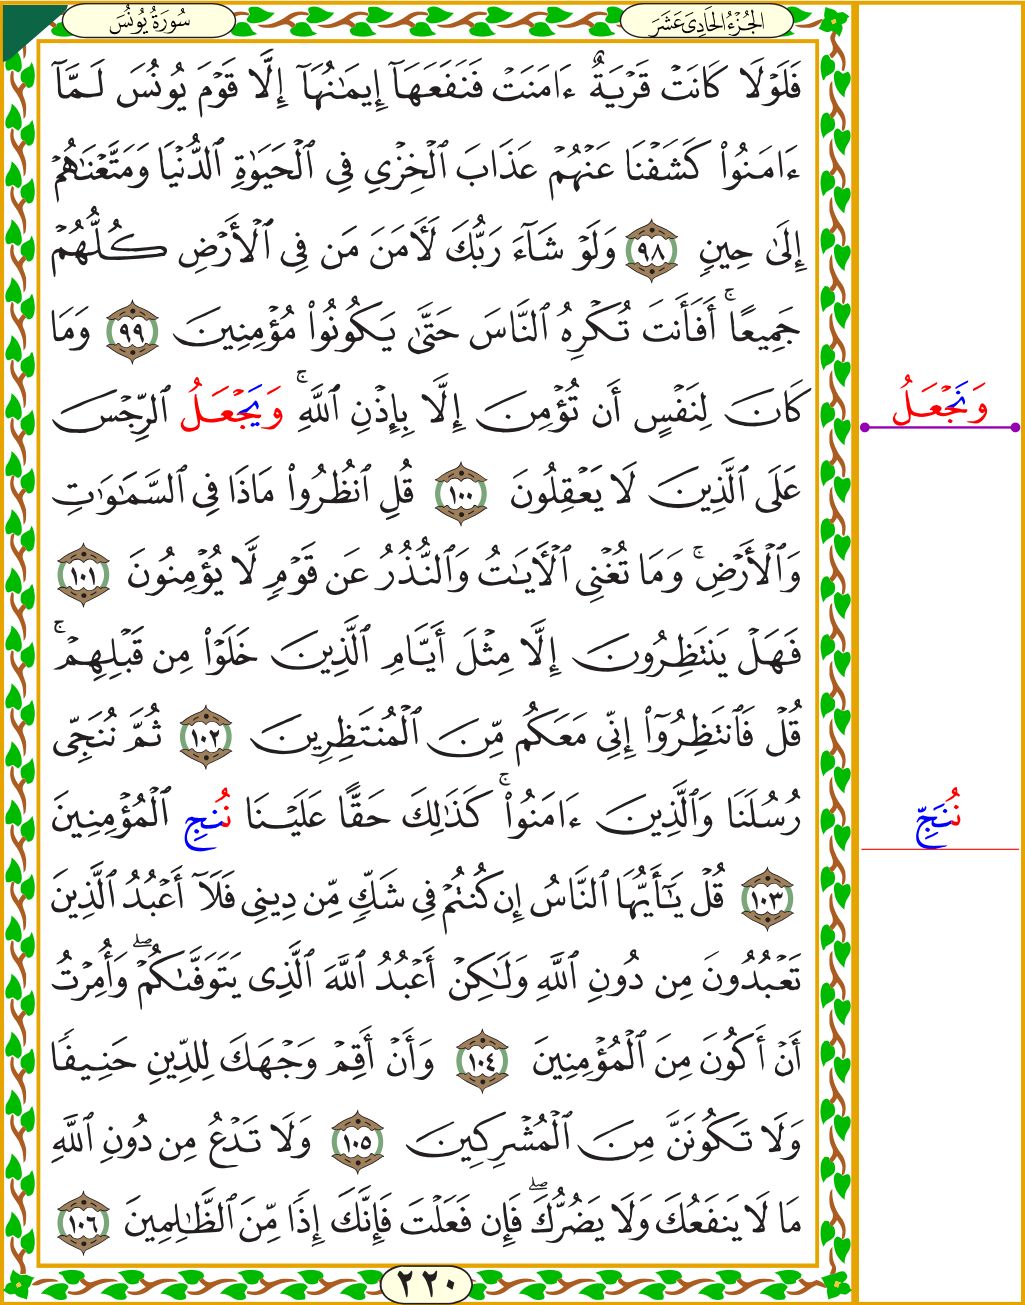 الجُزْءُ الحَادِىَ عَشَرَ
سُورَةُ يُونُسَ
فَلَوْلَا كَانَتْ قَرْيَةٌ ءَامَنَتْ فَنَفَعَهَآ إِيمَـٰنُهَآ إِلَّا قَوْمَ يُونُسَ لَـمَّآ
ءَامَنُوا۟ كَشَفْنَا عَنْهُمْ عَذَابَ ٱلْخِزْىِ فِى ٱلْحَيَوٰةِ ٱلدُّنْيَا وَمَتَّعْنَـٰهُمْ
إِلَىٰ حِينٍ ٩٨ وَلَوْ شَآءَ رَبُّكَ لَـَٔامَنَ مَن فِى ٱلْأَرْضِ كُلُّهُمْ
جَمِيعًا ۚ أَفَأَنتَ تُكْرِهُ ٱلنَّاسَ حَتَّىٰ يَكُونُوا۟ مُؤْمِنِينَ ٩٩ وَمَا
كَانَ لِنَفْسٍ أَن تُؤْمِنَ إِلَّا بِإِذْنِ ٱللَّهِ ۚ وَيَجْعَلُ ٱلرِّجْسَ
وَنَجْعَلُ
عَلَى ٱلَّذِينَ لَا يَعْقِلُونَ ١٠٠ قُلِ ٱنظُرُوا۟ مَاذَا فِى ٱلسَّمَـٰوَٰتِ
وَٱلْأَرْضِ ۚ وَمَا تُغْنِى ٱلْـَٔايَـٰتُ وَٱلنُّذُرُ عَن قَوْمٍ لَّا يُؤْمِنُونَ ١٠١
فَهَلْ يَنتَظِرُونَ إِلَّا مِثْلَ أَيَّامِ ٱلَّذِينَ خَلَوْا۟ مِن قَبْلِهِمْ ۚ
قُلْ فَٱنتَظِرُوٓا۟ إِنِّى مَعَكُم مِّنَ ٱلْمُنتَظِرِينَ ١٠٢ ثُمَّ نُنَجِّى
رُسُلَنَا وَٱلَّذِينَ ءَامَنُوا۟ ۚ كَذَٰلِكَ حَقًّا عَلَيْنَا نُنجِ ٱلْمُؤْمِنِينَ
نُنَجِّ
١٠٣ قُلْ يَـٰٓأَيُّهَا ٱلنَّاسُ إِن كُنتُمْ فِى شَكٍّ مِّن دِينِى فَلَآ أَعْبُدُ ٱلَّذِينَ
تَعْبُدُونَ مِن دُونِ ٱللَّهِ وَلَـٰكِنْ أَعْبُدُ ٱللَّهَ ٱلَّذِى يَتَوَفَّىٰكُمْ ۖ وَأُمِرْتُ
أَنْ أَكُونَ مِنَ ٱلْمُؤْمِنِينَ ١٠٤ وَأَنْ أَقِمْ وَجْهَكَ لِلدِّينِ حَنِيفًا
وَلَا تَكُونَنَّ مِنَ ٱلْمُشْرِكِينَ ١٠٥ وَلَا تَدْعُ مِن دُونِ ٱللَّهِ
مَا لَا يَنفَعُكَ وَلَا يَضُرُّكَ ۖ فَإِن فَعَلْتَ فَإِنَّكَ إِذًا مِّنَ ٱلظَّـٰلِمِينَ ١٠٦
٢٢٠